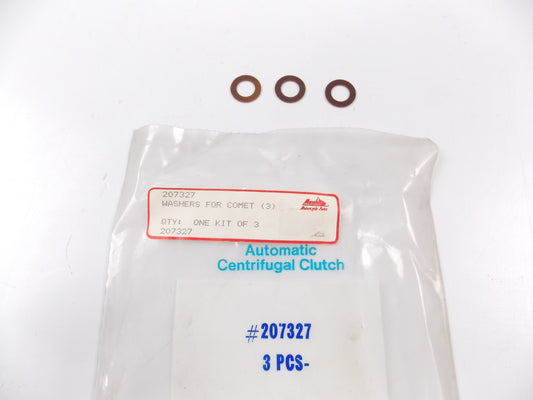 207327
WASHERS FOR COMET (3)
QTY: ONE KIT OF 3
207327
Automatic
Centrifugal Clutch
#207327
3 PCS-